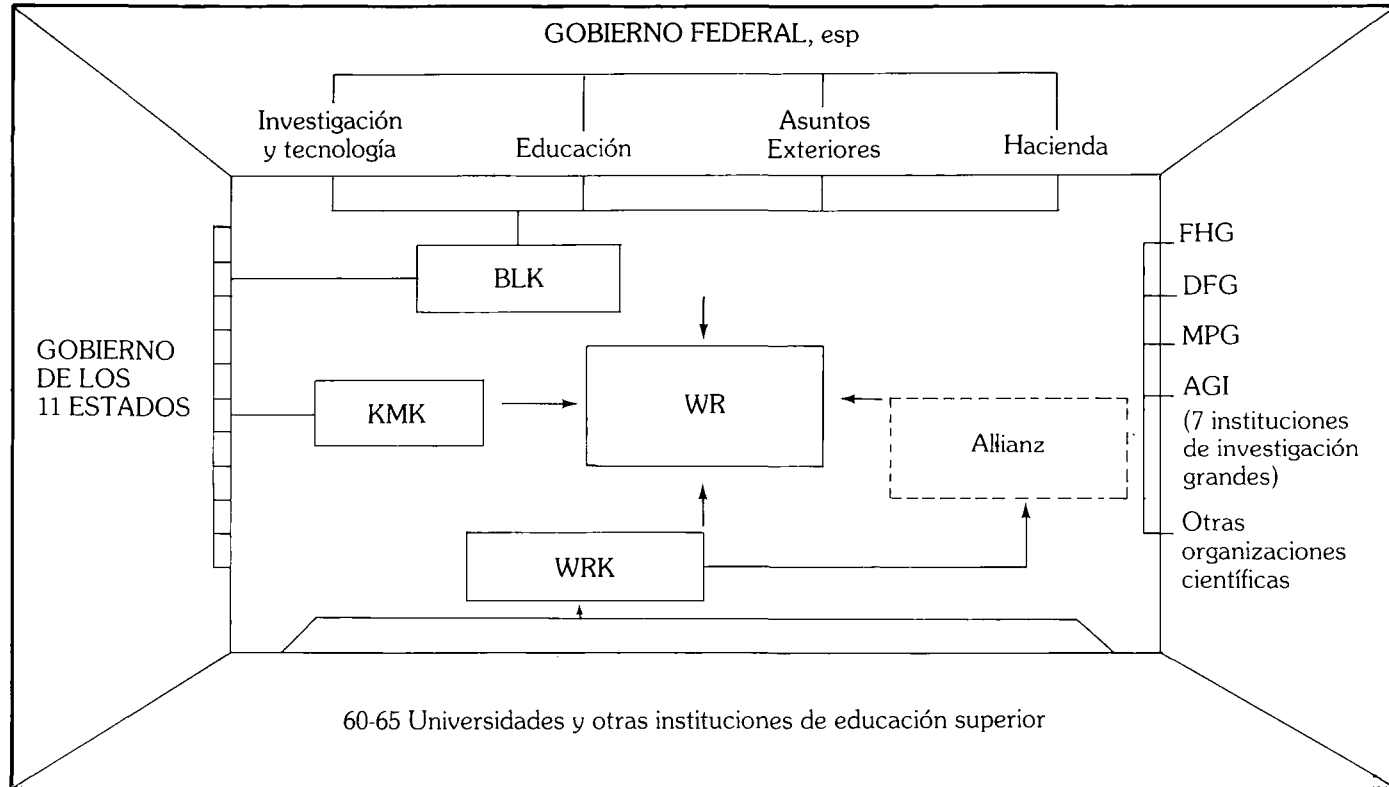 GOBIERNO FEDERAL, esp
Investigación
y tecnología
Educación
Asuntos
Exteriores
Hacienda
BLK
GOBIERNO
DE LOS
11 ESTADOS
KMK
WR
Allianz
WRK
FHG
DFG
MPG
AGI
(7 instituciones
de investigación
grandes)
Otras
organizaciones
científicas
60-65 Universidades y otras instituciones de educación superior